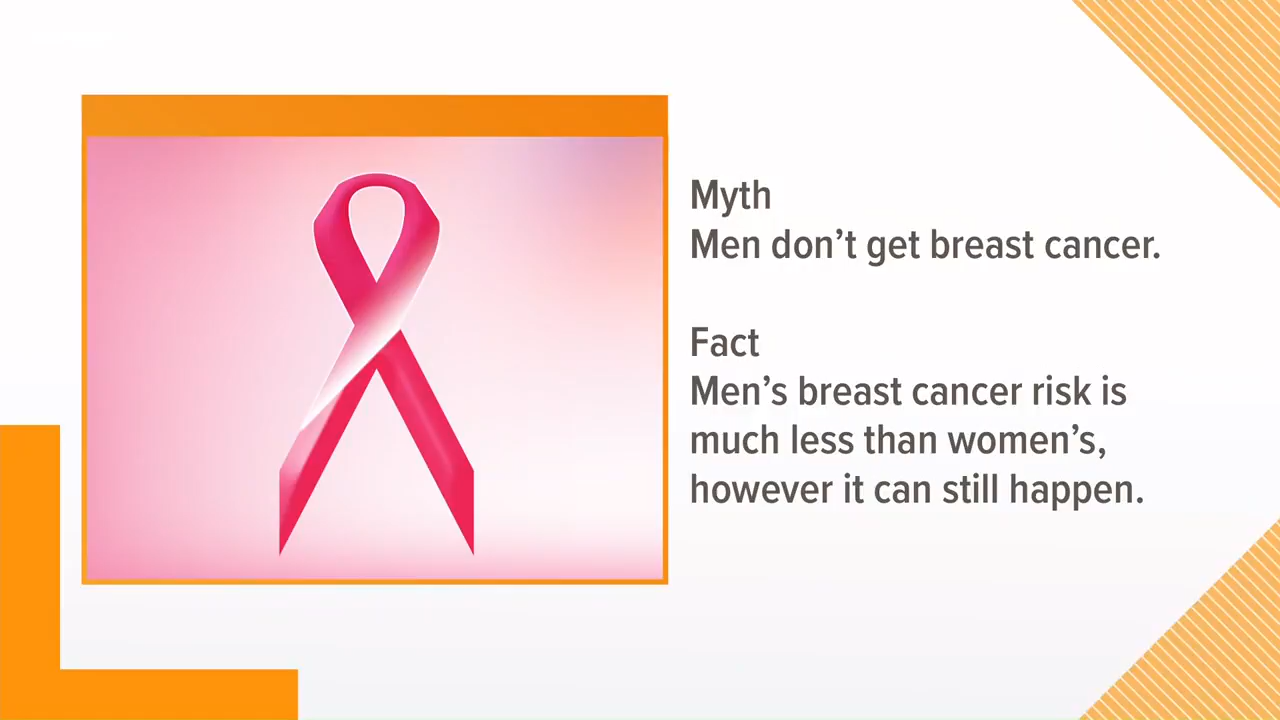 Myth
Men don’t get breast cancer.
Fact
Men’s breast cancer risk is
much less than women’s,
however it can still happen.